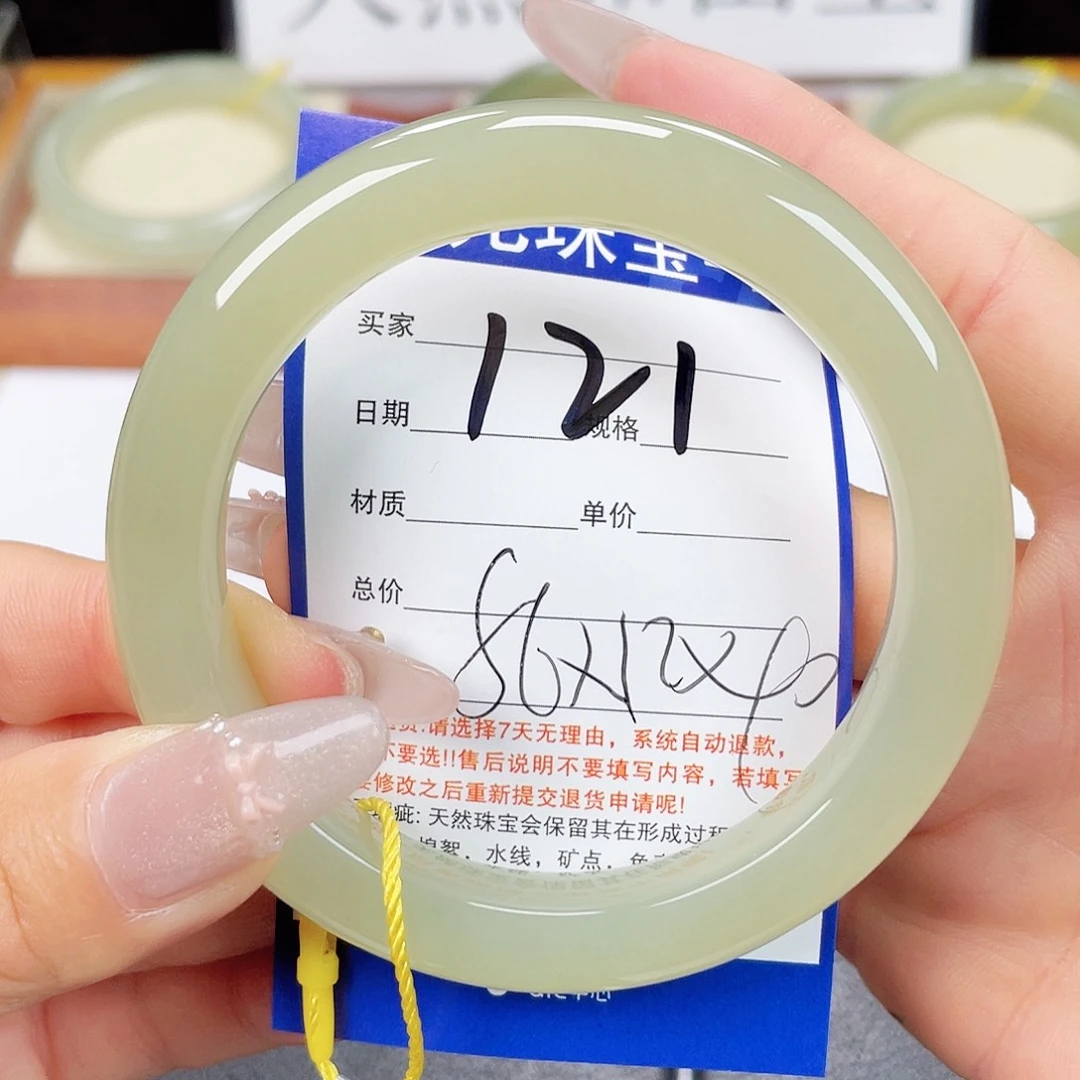 珠宝
买家
121
日期 规格
材质 单价
总价
56x12x
请选择7天无理由，系统自动退款，
不要选!!售后说明不要填写内容，若填写
修改之后重新提交退货申请呢!
疵: 天然珠宝会保留其在形成过程
棉絮，水线，矿点，色